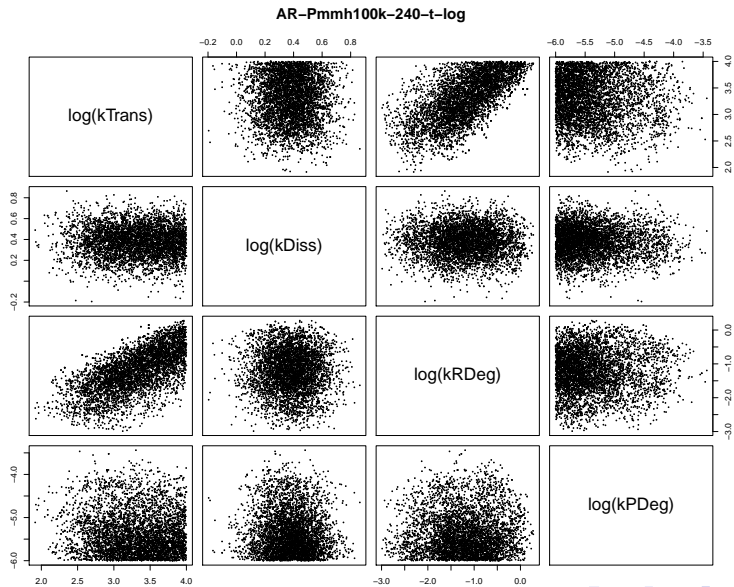 AR−Pmmh100k−240−t−log
−0.2 0.0 0.2 0.4 0.6 0.8
−6.0 −5.5 −5.0 −4.5 −4.0 −3.5
log(kTrans)
2.0 2.5 3.0 3.5 4.0
−0.2 0.2 0.4 0.6 0.8
log(kDiss)
log(kRDeg)
−3.0 −2.0 −1.0 0.0
−6.0 −5.0 −4.0
log(kPDeg)
2.0 2.5 3.0 3.5 4.0
−3.0 −2.0 −1.0 0.0